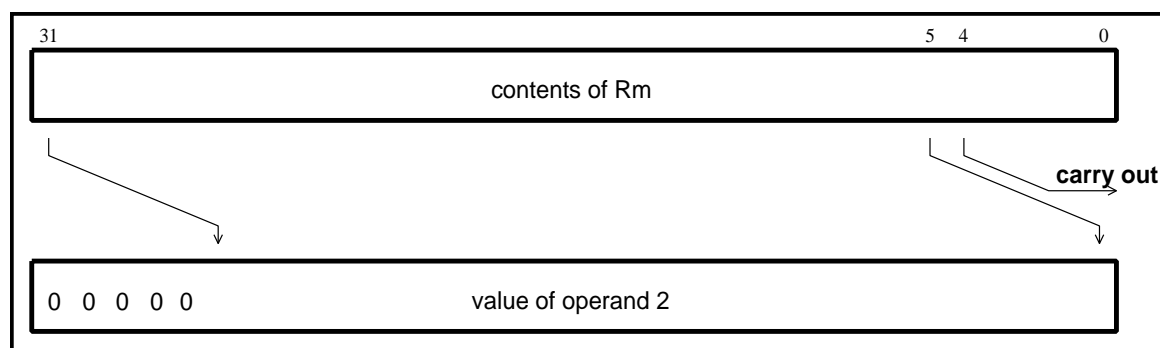 31 5 4 0
contents of Rm
carry out
0 0 0 0 0 value of operand 2